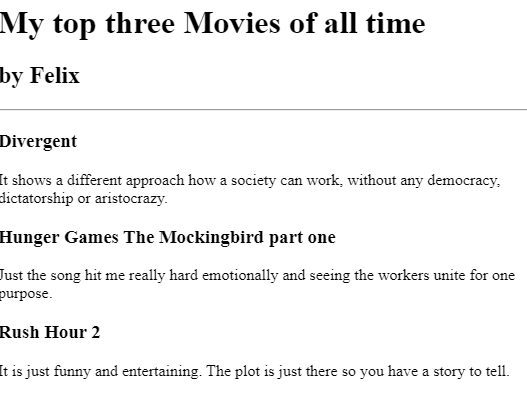 My top three Movies of all time
by Felix
Divergent
It shows a different approach how a society can work, without any democracy,
dictatorship or aristocrazy.
Hunger Games The Mockingbird part one
Just the song hit me really hard emotionally and seeing the workers unite for one
purpose.
Rush Hour 2
It is just funny and entertaining. The plot is just there so you have a story to tell.